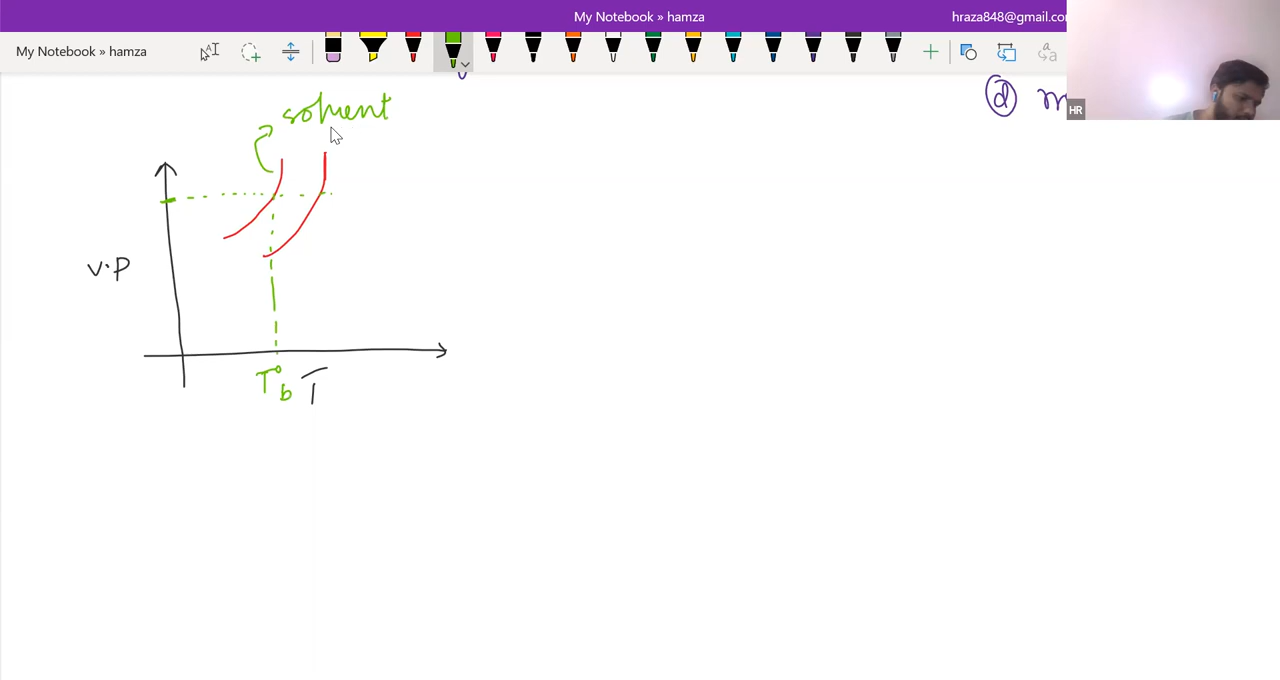 My Notebook » hamza
hraza848@gmail.co
My Notebook » hamza
HR
solvent
V.P
T°b T
d